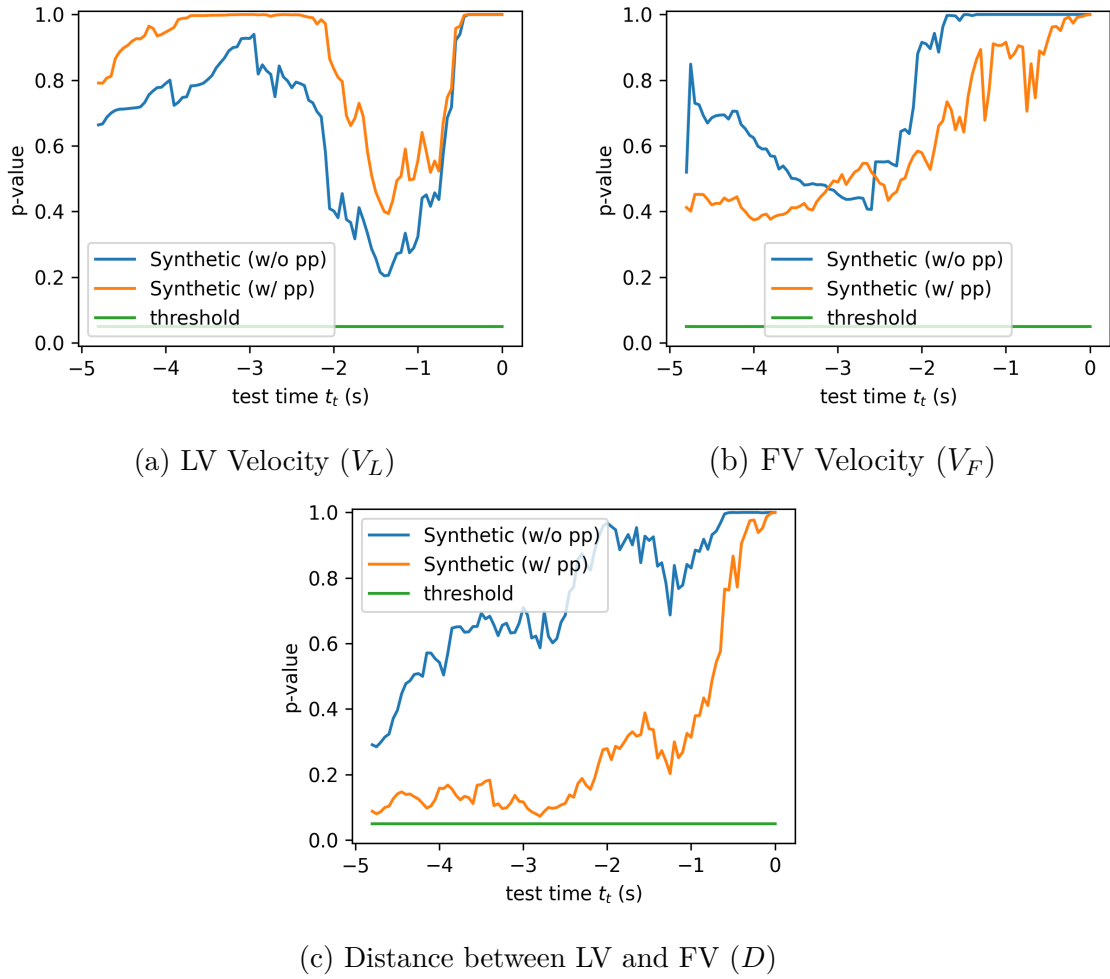 1.0
0.8
0.6
0.4
0.2
0.0
p-value
Synthetic (w/o pp)
Synthetic (w/ pp)
threshold
−5 −4 −3 −2 −1 0
test time t_t (s)
(a) LV Velocity (V_L)
1.0
0.8
0.6
0.4
0.2
0.0
p-value
Synthetic (w/o pp)
Synthetic (w/ pp)
threshold
−5 −4 −3 −2 −1 0
test time t_t (s)
(b) FV Velocity (V_F)
1.0
0.8
0.6
0.4
0.2
0.0
p-value
Synthetic (w/o pp)
Synthetic (w/ pp)
threshold
−5 −4 −3 −2 −1 0
test time t_t (s)
(c) Distance between LV and FV (D)